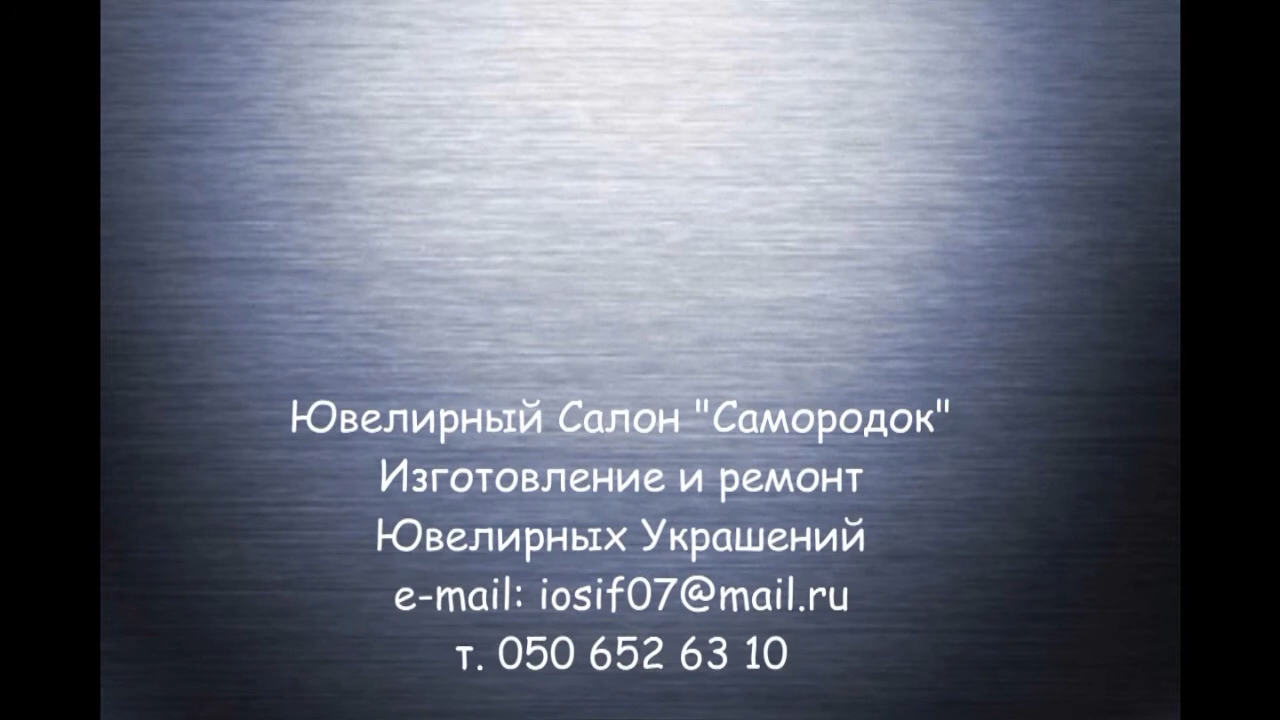 Ювелирный Салон "Самородок"
Изготовление и ремонт
Ювелирных Украшений
e-mail: iosif07@mail.ru
т. 050 652 63 10